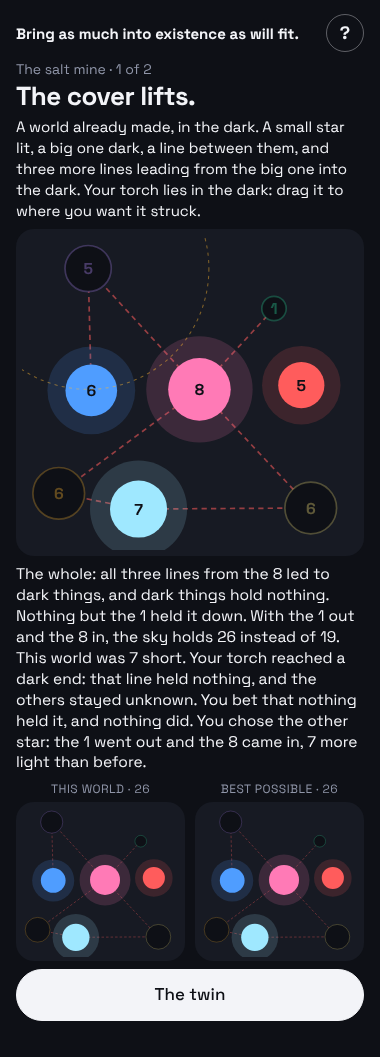 Bring as much into existence as will fit.
?
The salt mine · 1 of 2
The cover lifts.
A world already made, in the dark. A small star
lit, a big one dark, a line between them, and
three more lines leading from the big one into
the dark. Your torch lies in the dark: drag it to
where you want it struck.
5
1
6
8
5
6
7
6
The whole: all three lines from the 8 led to
dark things, and dark things hold nothing.
Nothing but the 1 held it down. With the 1 out
and the 8 in, the sky holds 26 instead of 19.
This world was 7 short. Your torch reached a
dark end: that line held nothing, and the
others stayed unknown. You bet that nothing
held it, and nothing did. You chose the other
star: the 1 went out and the 8 came in, 7 more
light than before.
THIS WORLD · 26
BEST POSSIBLE · 26
The twin